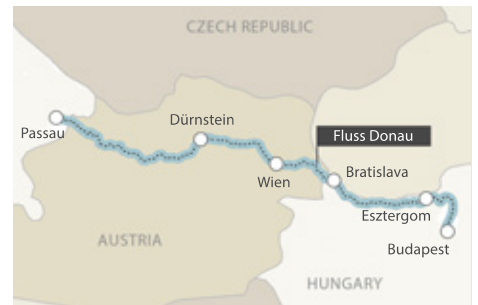 CZECH REPUBLIC
Passau
Dürnstein
Fluss Donau
Wien
Bratislava
Esztergom
AUSTRIA
Budapest
HUNGARY